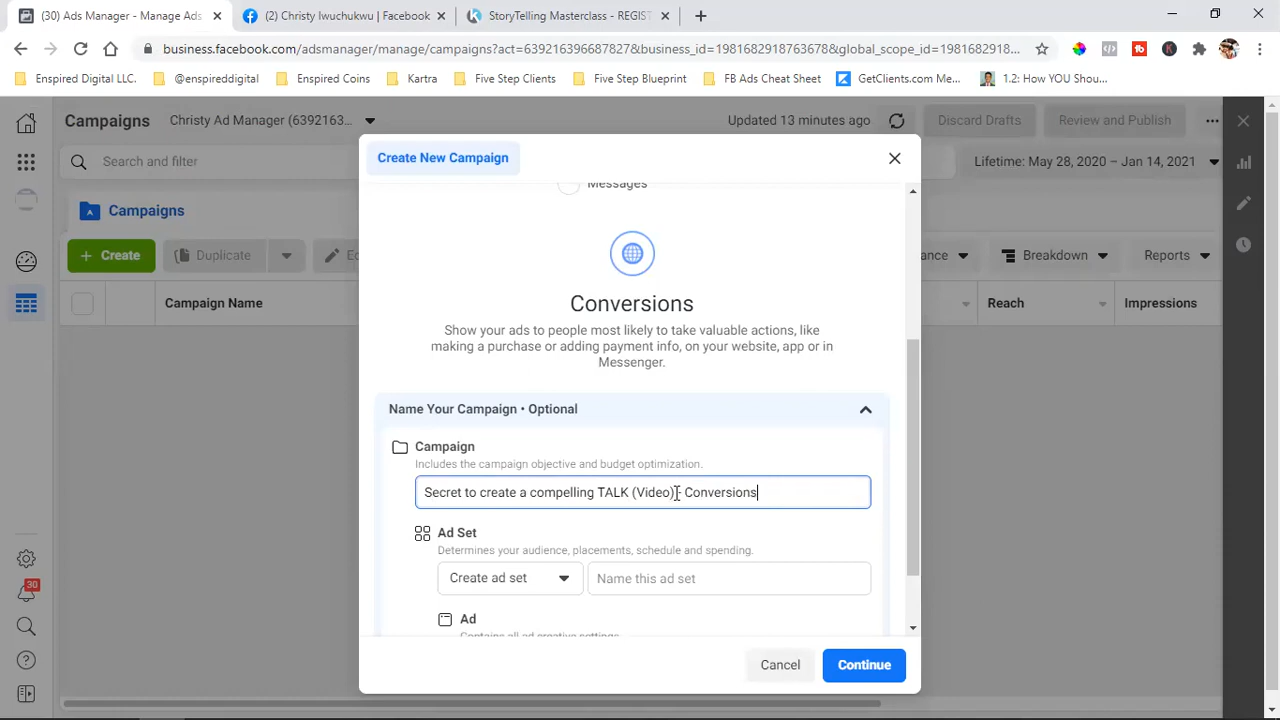 (30) Ads Manager - Manage Ads
(2) Christy Iwuchukwu | Facebook
StoryTelling Masterclass - REGIST
business.facebook.com/adsmanager/manage/campaigns?act=639216396687827&business_id=1981682918763678&global_scope_id=19816829187...
Enspired Digital LLC.
@enspireddigital
Enspired Coins
Kartra
Five Step Clients
Five Step Blueprint
FB Ads Cheat Sheet
GetClients.com Me...
1.2: How YOU Shou...
Campaigns
Christy Ad Manager (6392163...
Updated 13 minutes ago
Discard Drafts
Review and Publish
Search and filter
Lifetime: May 28, 2020 – Jan 14, 2021
Campaigns
+ Create
Duplicate
Breakdown
Reports
Campaign Name
Reach
Impressions
30
Create New Campaign
Messages
Conversions
Show your ads to people most likely to take valuable actions, like
making a purchase or adding payment info, on your website, app or in
Messenger.
Name Your Campaign • Optional
Campaign
Includes the campaign objective and budget optimization.
Secret to create a compelling TALK (Video) - Conversions
Ad Set
Determines your audience, placements, schedule and spending.
Create ad set
Name this ad set
Ad
Contains all ad creative settings.
Cancel
Continue